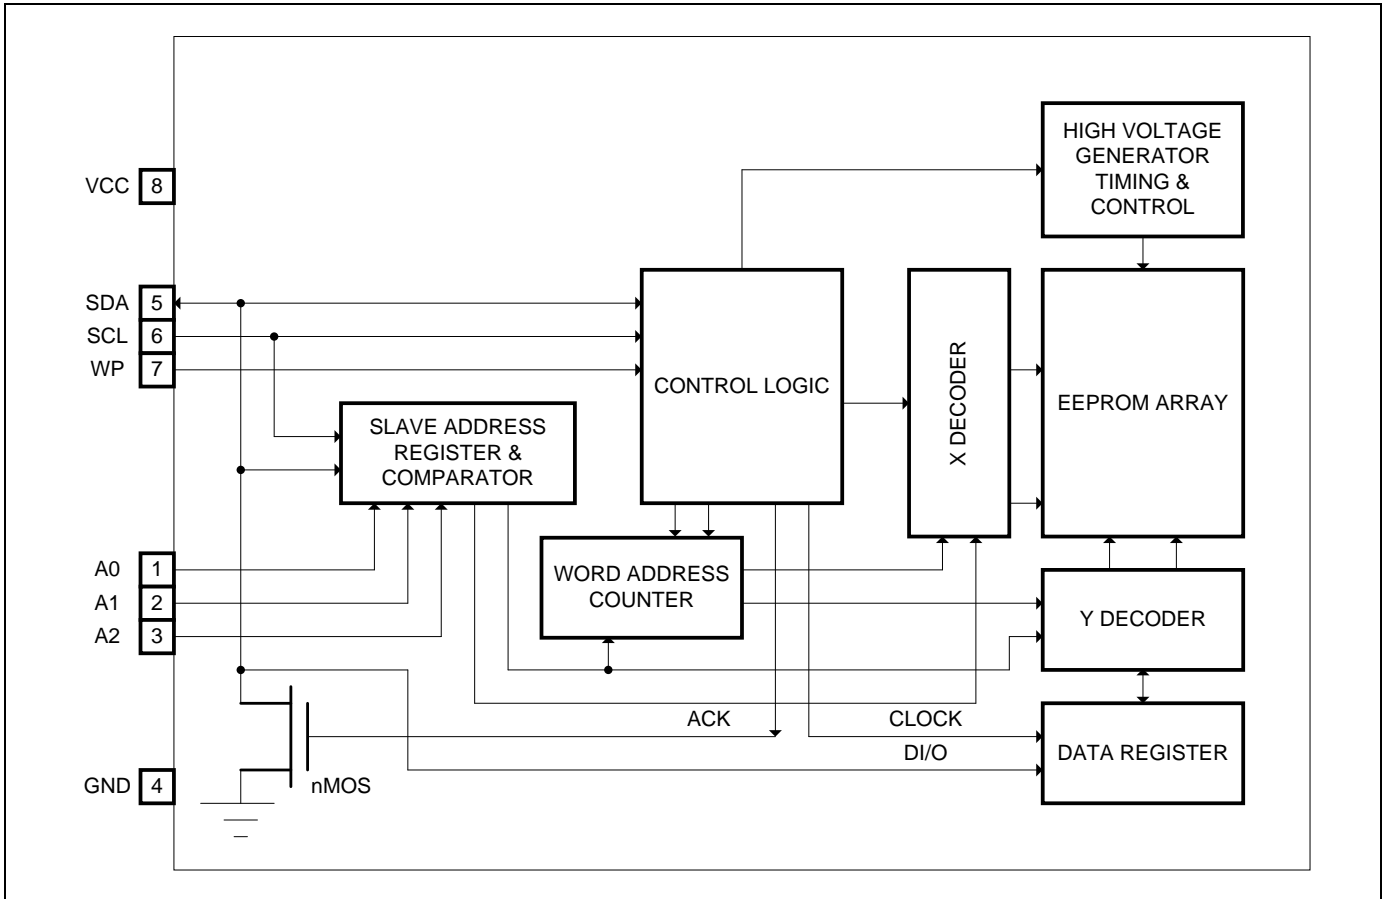 HIGH VOLTAGE
GENERATOR
TIMING &
CONTROL
VCC 8
SDA 5
SCL 6
WP 7
CONTROL LOGIC
X DECODER
EEPROM ARRAY
SLAVE ADDRESS
REGISTER &
COMPARATOR
A0 1
A1 2
A2 3
WORD ADDRESS
COUNTER
Y DECODER
ACK
CLOCK
DI/O
DATA REGISTER
GND 4
nMOS